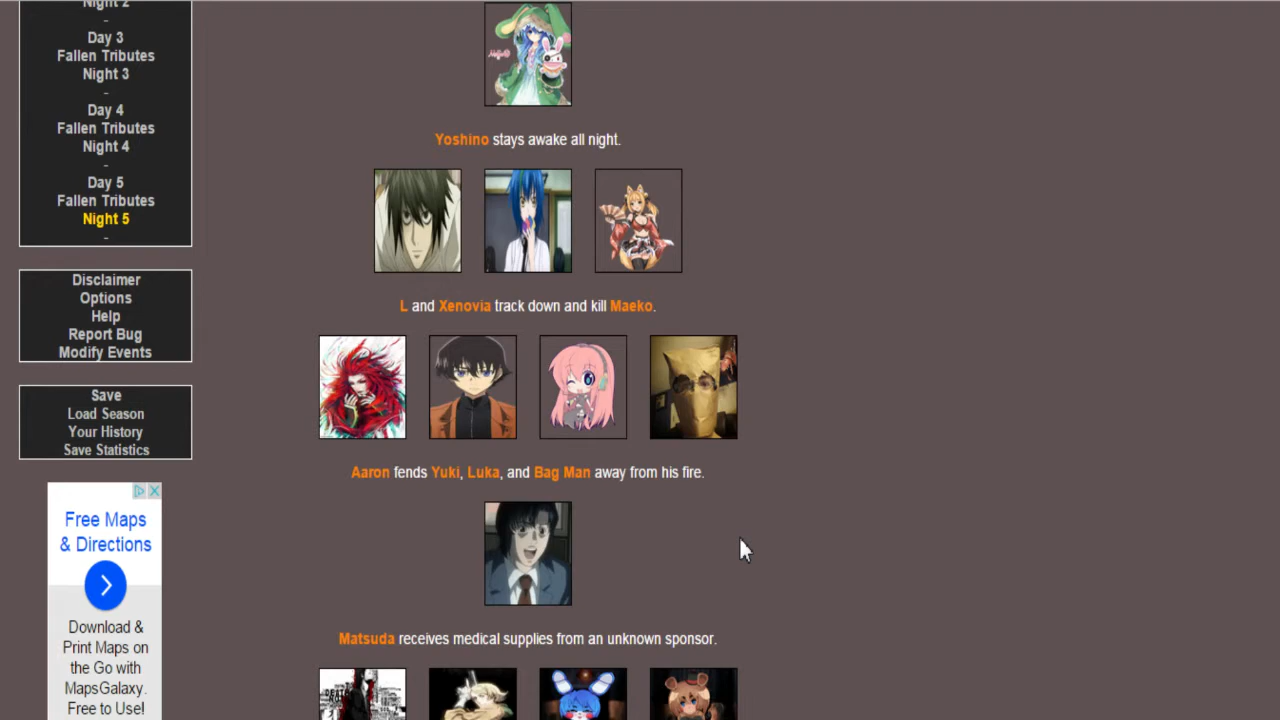 Night 2
-
Day 3
Fallen Tributes
Night 3
-
Day 4
Fallen Tributes
Night 4
-
Day 5
Fallen Tributes
Night 5
-
Disclaimer
Options
Help
Report Bug
Modify Events
Save
Load Season
Your History
Save Statistics
Free Maps
& Directions
Download &
Print Maps on
the Go with
MapsGalaxy.
Free to Use!
Yoshino stays awake all night.
L and Xenovia track down and kill Maeko.
Aaron fends Yuki, Luka, and Bag Man away from his fire.
Matsuda receives medical supplies from an unknown sponsor.